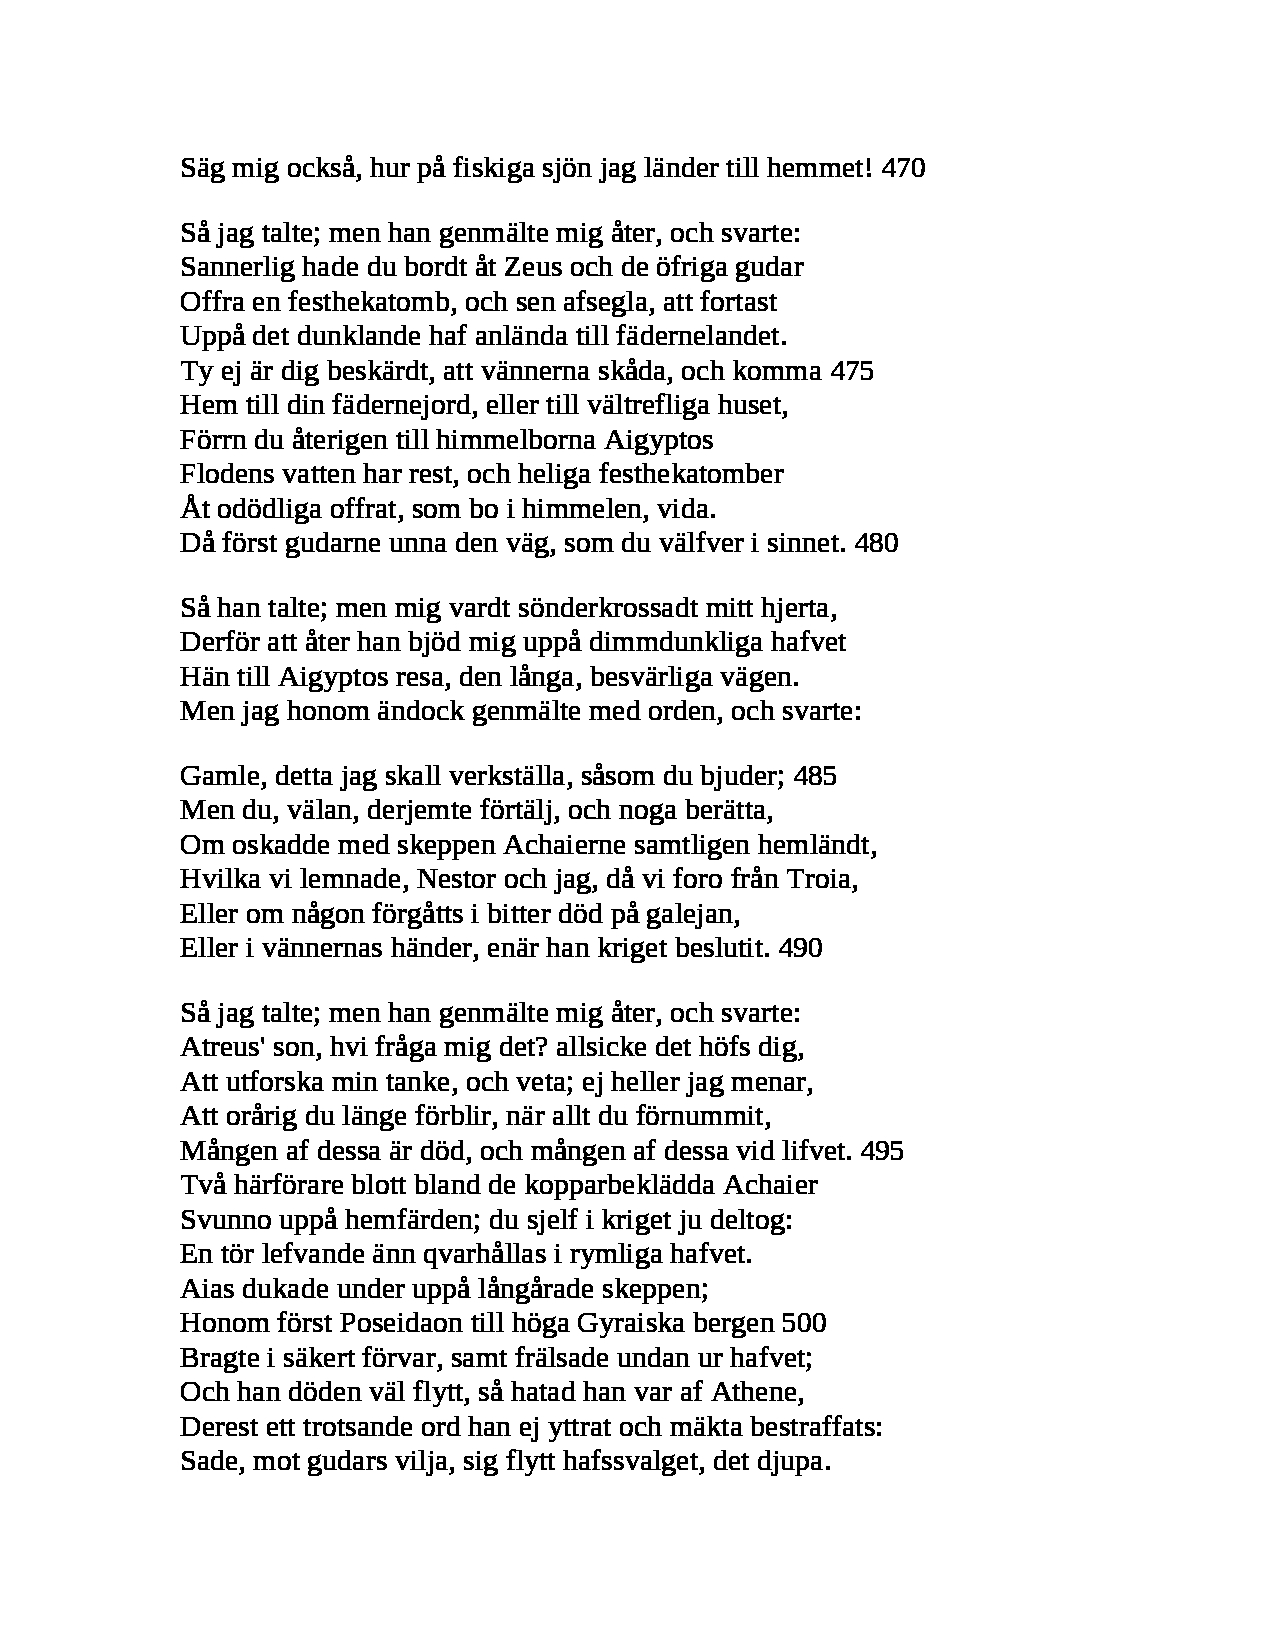 Säg mig också, hur på fiskiga sjön jag länder till hemmet! 470
Så jag talte; men han genmälte mig åter, och svarte:
Sannerlig hade du bordt åt Zeus och de öfriga gudar
Offra en festhekatomb, och sen afsegla, att fortast
Uppå det dunklande haf anlända till fädernelandet.
Ty ej är dig beskärdt, att vännerna skåda, och komma 475
Hem till din fädernejord, eller till vältrefliga huset,
Förrn du återigen till himmelborna Aigyptos
Flodens vatten har rest, och heliga festhekatomber
Åt odödliga offrat, som bo i himmelen, vida.
Då först gudarne unna den väg, som du välfver i sinnet. 480
Så han talte; men mig vardt sönderkrossadt mitt hjerta,
Derför att åter han bjöd mig uppå dimmdunkliga hafvet
Hän till Aigyptos resa, den långa, besvärliga vägen.
Men jag honom ändock genmälte med orden, och svarte:
Gamle, detta jag skall verkställa, såsom du bjuder; 485
Men du, välan, derjemte förtälj, och noga berätta,
Om oskadde med skeppen Achaierne samtligen hemländt,
Hvilka vi lemnade, Nestor och jag, då vi foro från Troia,
Eller om någon förgåtts i bitter död på galejan,
Eller i vännernas händer, enär han kriget beslutit. 490
Så jag talte; men han genmälte mig åter, och svarte:
Atreus' son, hvi fråga mig det? allsicke det höfs dig,
Att utforska min tanke, och veta; ej heller jag menar,
Att orårig du länge förblir, när allt du förnummit,
Mången af dessa är död, och mången af dessa vid lifvet. 495
Två härförare blott bland de kopparbeklädda Achaier
Svunno uppå hemfärden; du sjelf i kriget ju deltog:
En tör lefvande änn qvarhållas i rymliga hafvet.
Aias dukade under uppå långårade skeppen;
Honom först Poseidaon till höga Gyraiska bergen 500
Bragte i säkert förvar, samt frälsade undan ur hafvet;
Och han döden väl flytt, så hatad han var af Athene,
Derest ett trotsande ord han ej yttrat och mäkta bestraffats:
Sade, mot gudars vilja, sig flytt hafssvalget, det djupa.